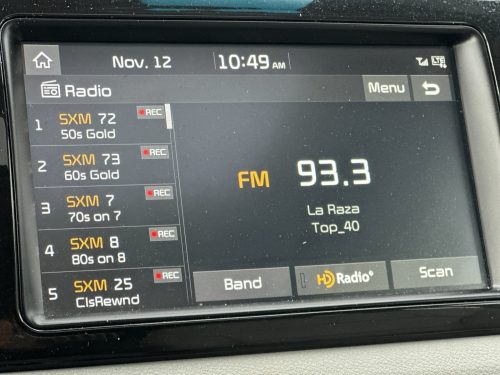 Nov. 12 10:49 AM LTE
Radio Menu
1 SXM 72 REC
50s Gold
2 SXM 73 REC
60s Gold
3 SXM 7 REC
70s on 7
4 SXM 8 REC
80s on 8
5 SXM 25 REC
ClsRewnd
FM 93.3
La Raza
Top_40
Band HD Radio® Scan